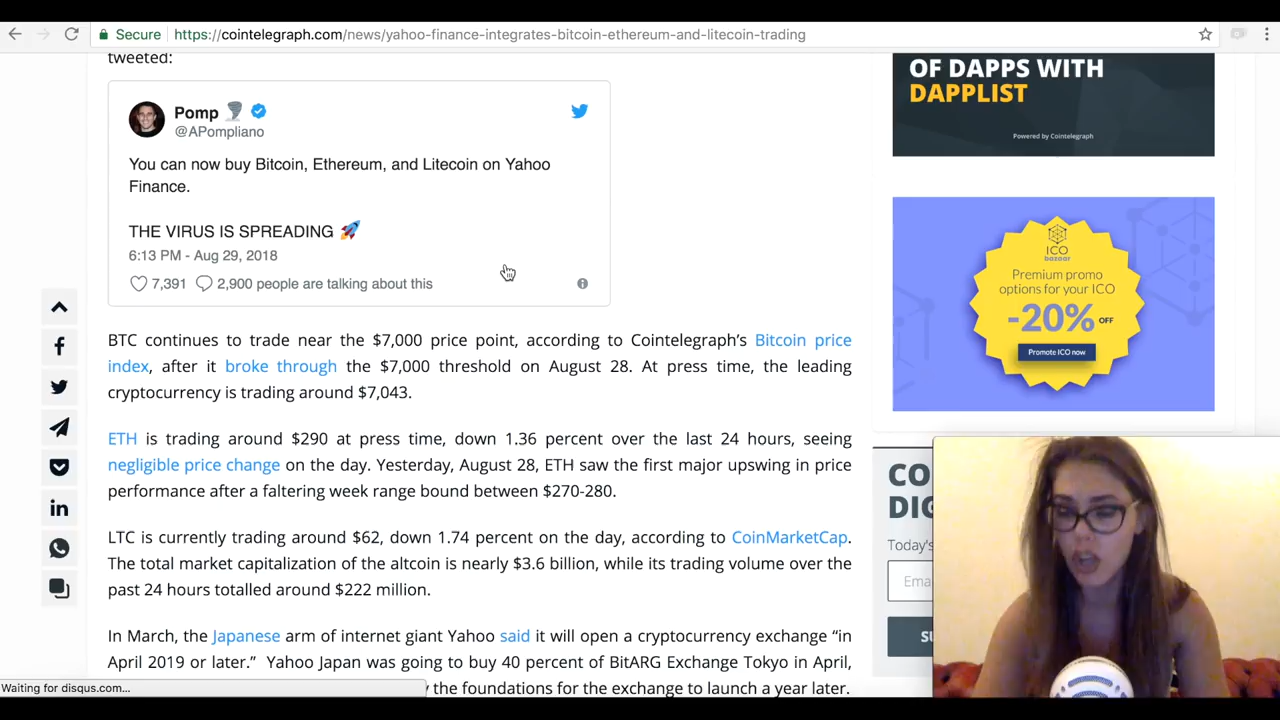 Secure
https://cointelegraph.com/news/yahoo-finance-integrates-bitcoin-ethereum-and-litecoin-trading
tweeted:
Pomp
@APompliano
You can now buy Bitcoin, Ethereum, and Litecoin on Yahoo
Finance.
THE VIRUS IS SPREADING 🚀
6:13 PM - Aug 29, 2018
7,391
2,900 people are talking about this
BTC continues to trade near the $7,000 price point, according to Cointelegraph's Bitcoin price
index, after it broke through the $7,000 threshold on August 28. At press time, the leading
cryptocurrency is trading around $7,043.
ETH is trading around $290 at press time, down 1.36 percent over the last 24 hours, seeing
negligible price change on the day. Yesterday, August 28, ETH saw the first major upswing in price
performance after a faltering week range bound between $270-280.
LTC is currently trading around $62, down 1.74 percent on the day, according to CoinMarketCap.
The total market capitalization of the altcoin is nearly $3.6 billion, while its trading volume over the
past 24 hours totalled around $222 million.
In March, the Japanese arm of internet giant Yahoo said it will open a cryptocurrency exchange “in
April 2019 or later.” Yahoo Japan was going to buy 40 percent of BitARG Exchange Tokyo in April,
the foundations for the exchange to launch a year later.
Waiting for disqus.com...
OF DAPPS WITH
DAPPLIST
Powered by Cointelegraph
ICO
bazaar
Premium promo
options for your ICO
-20% OFF
Promote ICO now
CO
DIG
Today's
Ema
SU